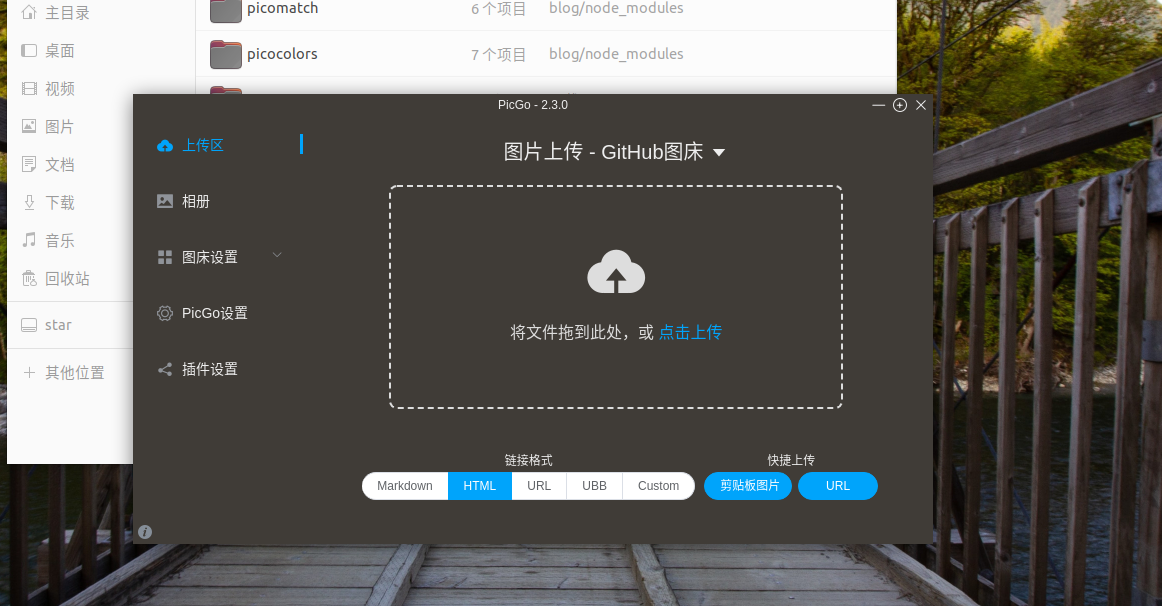 主目录
桌面
视频
图片
文档
下载
音乐
回收站
star
其他位置
picomatch 6 个项目 blog/node_modules
picocolors 7 个项目 blog/node_modules
PicGo - 2.3.0
上传区
相册
图床设置
PicGo设置
插件设置
图片上传 - GitHub图床
将文件拖到此处，或 点击上传
链接格式
Markdown HTML URL UBB Custom
快捷上传
剪贴板图片 URL